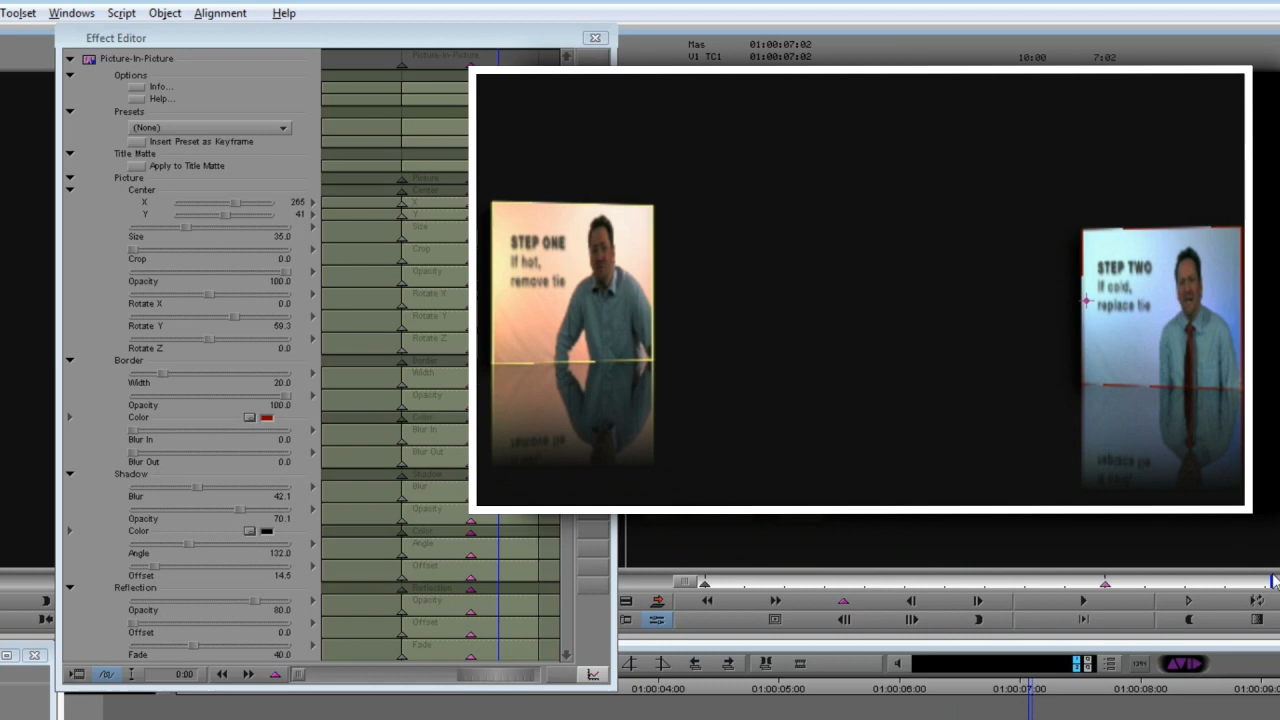 Toolset Windows Script Object Alignment Help
Effect Editor
Picture-In-Picture
Options
Info...
Help...
Presets
(None)
Insert Preset as Keyframe
Title Matte
Apply to Title Matte
Picture
Center
X 265
Y 41
Size 35.0
Crop 0.0
Opacity 100.0
Rotate X 0.0
Rotate Y 59.3
Rotate Z 0.0
Border
Width 20.0
Opacity 100.0
Color
Blur In 0.0
Blur Out 0.0
Shadow
Blur 42.1
Opacity 70.1
Color
Angle 132.0
Offset 14.5
Reflection
Opacity 80.0
Offset 0.0
Fade 40.0
0:00
Picture-In-Picture
Picture
Center
X
Y
Size
Crop
Opacity
Rotate X
Rotate Y
Rotate Z
Border
Width
Opacity
Color
Blur In
Blur Out
Shadow
Blur
Opacity
Color
Angle
Offset
Reflection
Opacity
Offset
Fade
Mas 01:00:07:02
V1 TC1 01:00:07:02
10:00 7:02
STEP ONE
If hot,
remove tie
STEP TWO
If cold,
replace tie
AVID
01:00:04:00 01:00:05:00 01:00:06:00 01:00:07:00 01:00:08:00 01:00:09:0